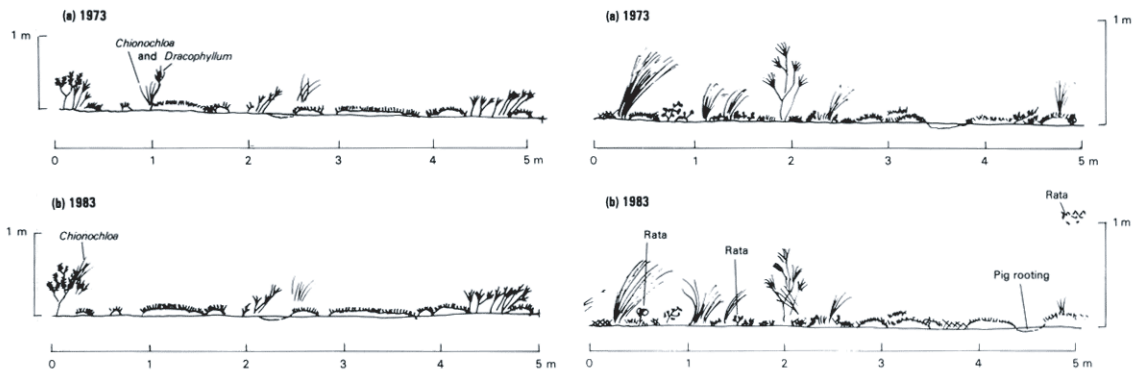 (a) 1973
1 m
Chionochloa
and Dracophyllum
0 1 2 3 4 5 m
(b) 1983
1 m
Chionochloa
0 1 2 3 4 5 m
(a) 1973
1 m
0 1 2 3 4 5 m
(b) 1983
Rata
1 m
Rata
Rata
Pig rooting
0 1 2 3 4 5 m